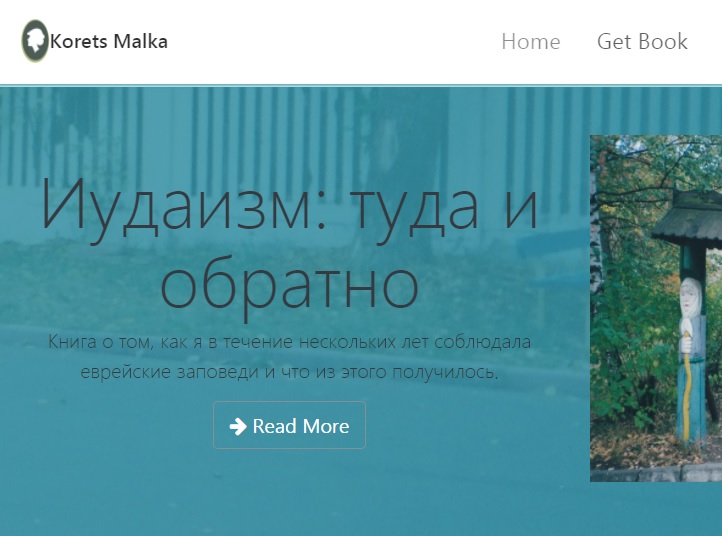 Korets Malka
Home
Get Book
Иудаизм: туда и
обратно
Книга о том, как я в течение нескольких лет соблюдала
еврейские заповеди и что из этого получилось.
Read More